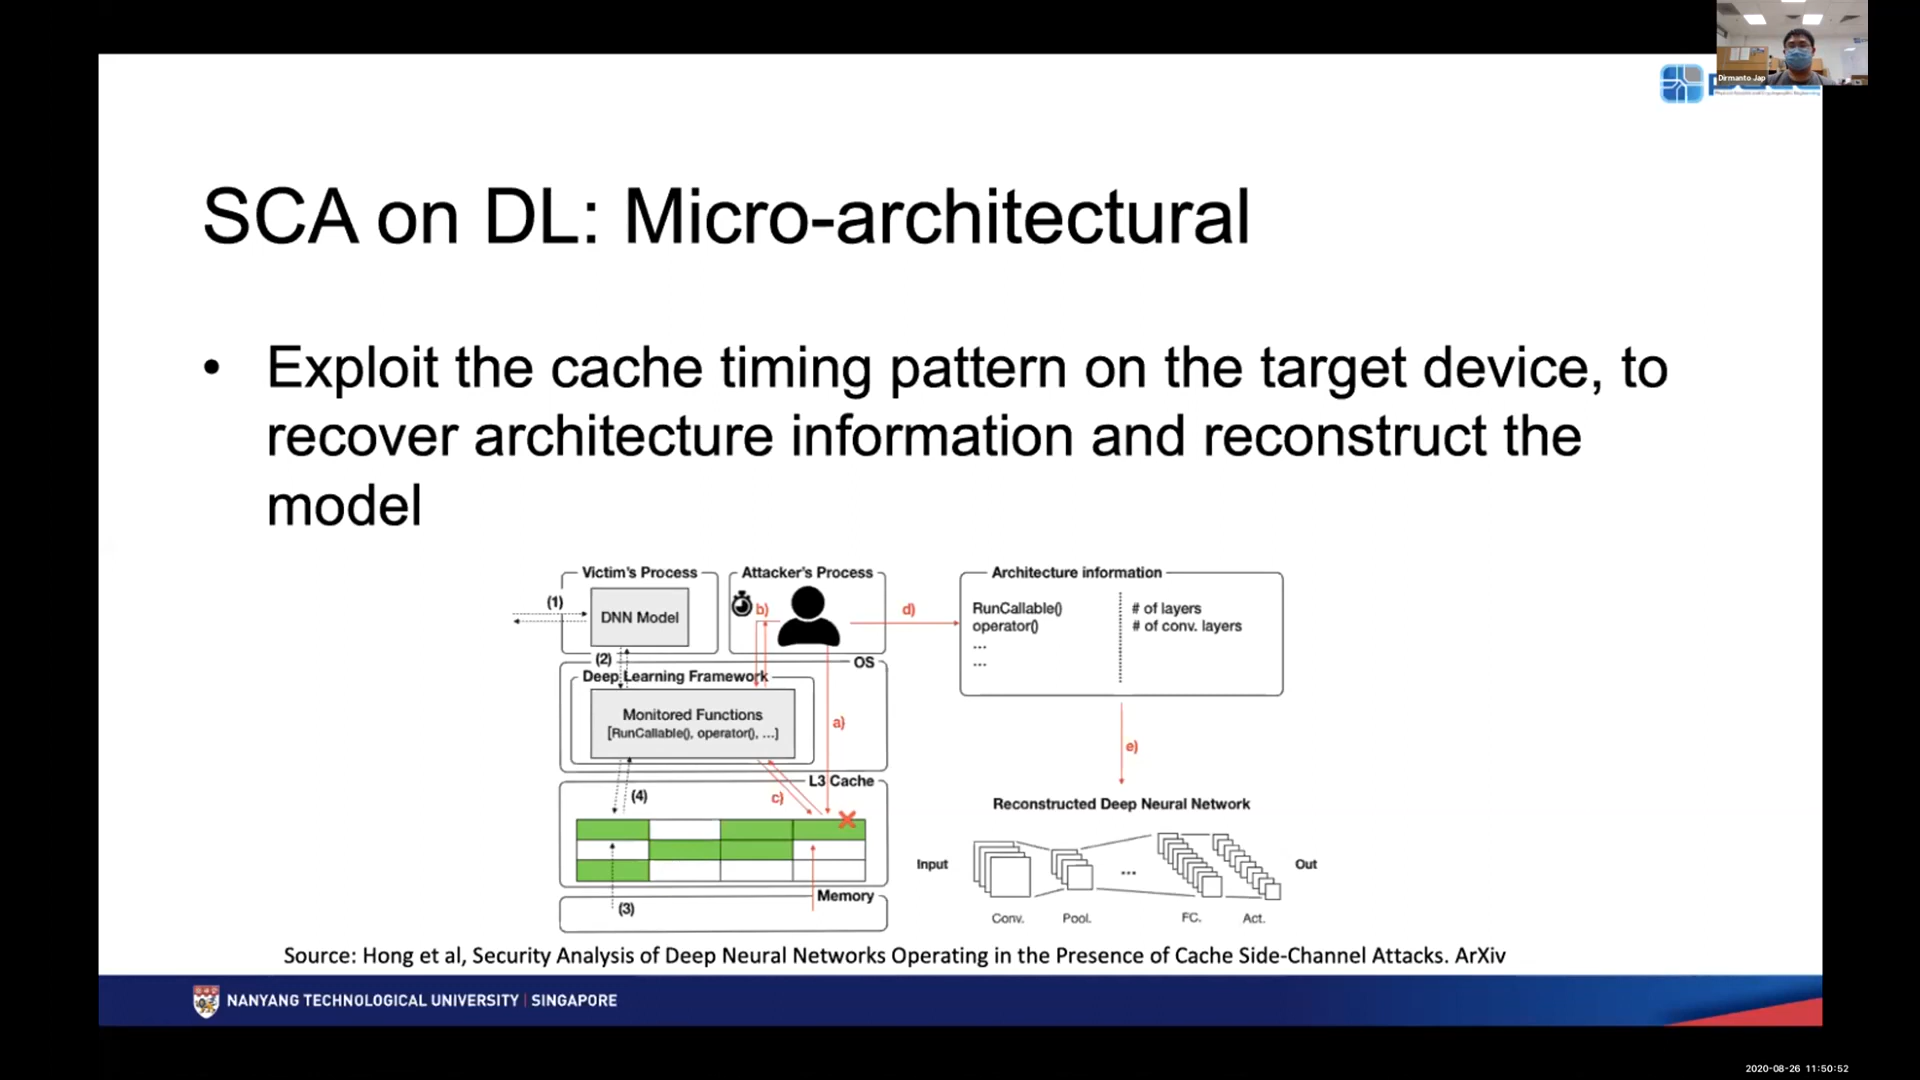 Dirmanto Jap
SCA on DL: Micro-architectural
• Exploit the cache timing pattern on the target device, to
recover architecture information and reconstruct the
model
Victim's Process
Attacker's Process
Architecture information
(1)
DNN Model
b)
d)
RunCallable()
# of layers
operator()
# of conv. layers
...
...
(2)
OS
Deep Learning Framework
Monitored Functions
[RunCallable(), operator(), ...]
a)
e)
L3 Cache
(4)
c)
Reconstructed Deep Neural Network
Input
...
Out
Conv.
Pool.
FC.
Act.
Memory
(3)
Source: Hong et al, Security Analysis of Deep Neural Networks Operating in the Presence of Cache Side-Channel Attacks. ArXiv
NANYANG TECHNOLOGICAL UNIVERSITY | SINGAPORE
2020-08-26 11:50:52